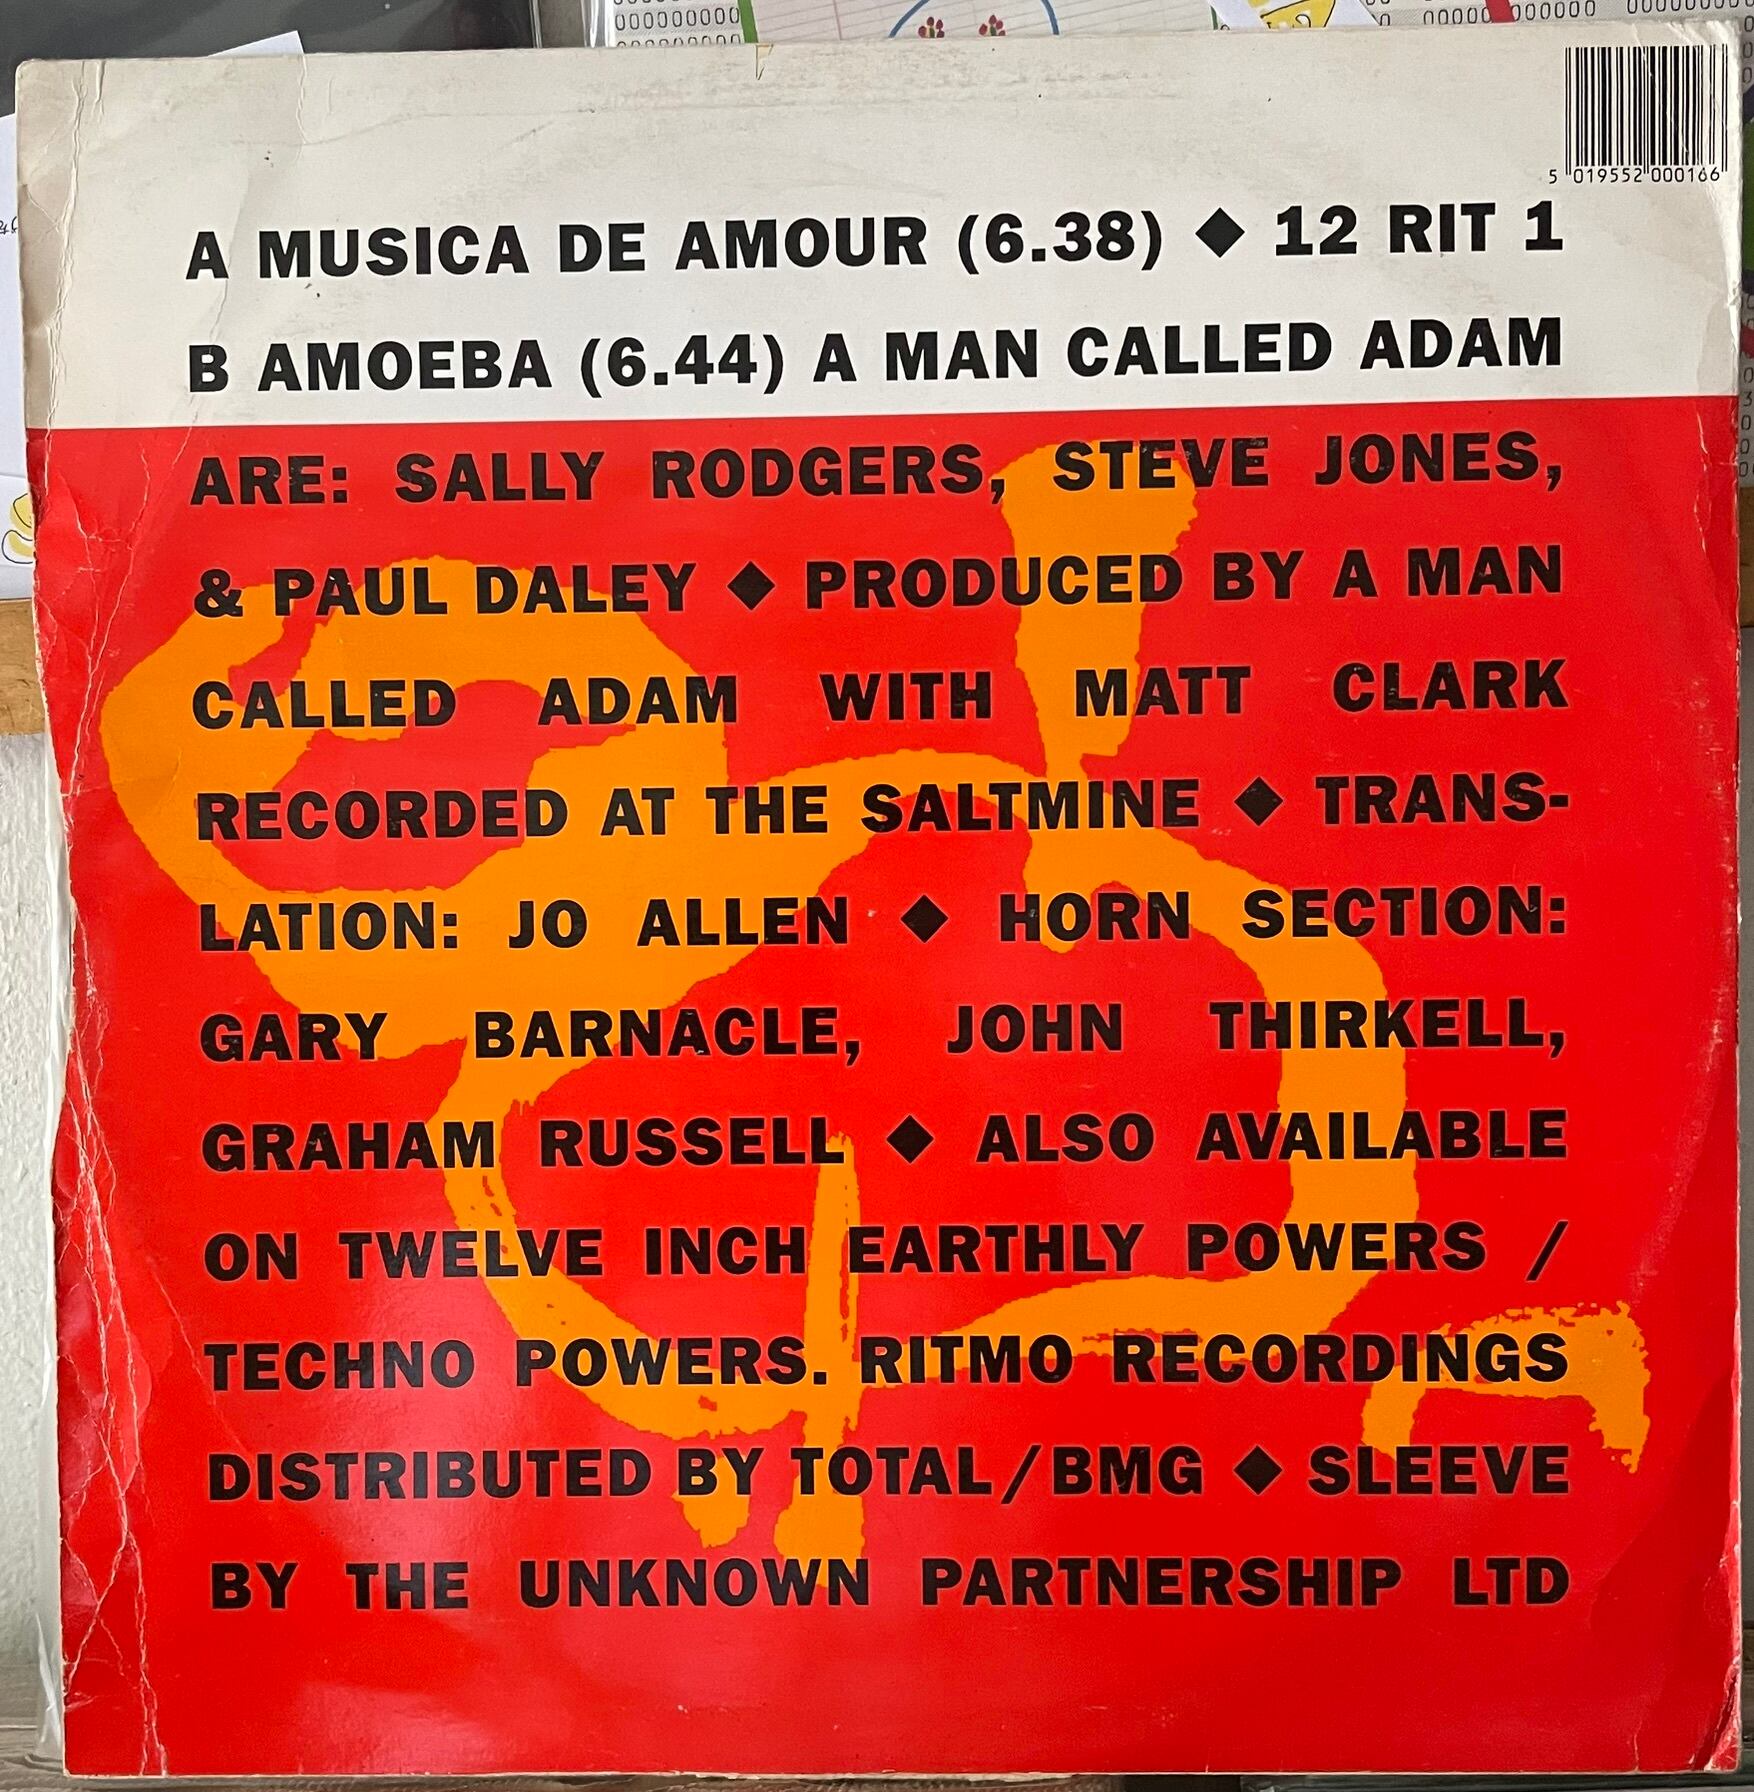 000000000
00000 000000
5 019552 000166
A MUSICA DE AMOUR (6.38) ◆ 12 RIT 1
B AMOEBA (6.44) A MAN CALLED ADAM
ARE: SALLY RODGERS, STEVE JONES,
& PAUL DALEY ◆ PRODUCED BY A MAN
CALLED ADAM WITH MATT CLARK
RECORDED AT THE SALTMINE ◆ TRANS-
LATION: JO ALLEN ◆ HORN SECTION:
GARY BARNACLE, JOHN THIRKELL,
GRAHAM RUSSELL ◆ ALSO AVAILABLE
ON TWELVE INCH EARTHLY POWERS /
TECHNO POWERS. RITMO RECORDINGS
DISTRIBUTED BY TOTAL/BMG ◆ SLEEVE
BY THE UNKNOWN PARTNERSHIP LTD